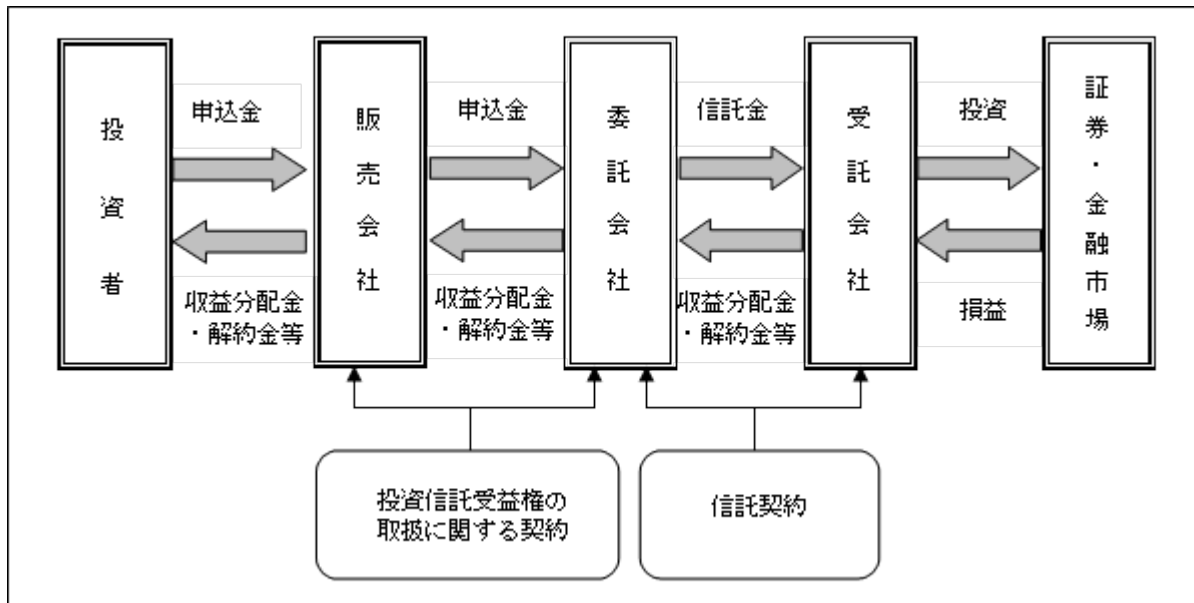 投資者
申込金
収益分配金
・解約金等
販売会社
申込金
収益分配金
・解約金等
委託会社
信託金
収益分配金
・解約金等
受託会社
投資
損益
証券・金融市場
投資信託受益権の
取扱に関する契約
信託契約